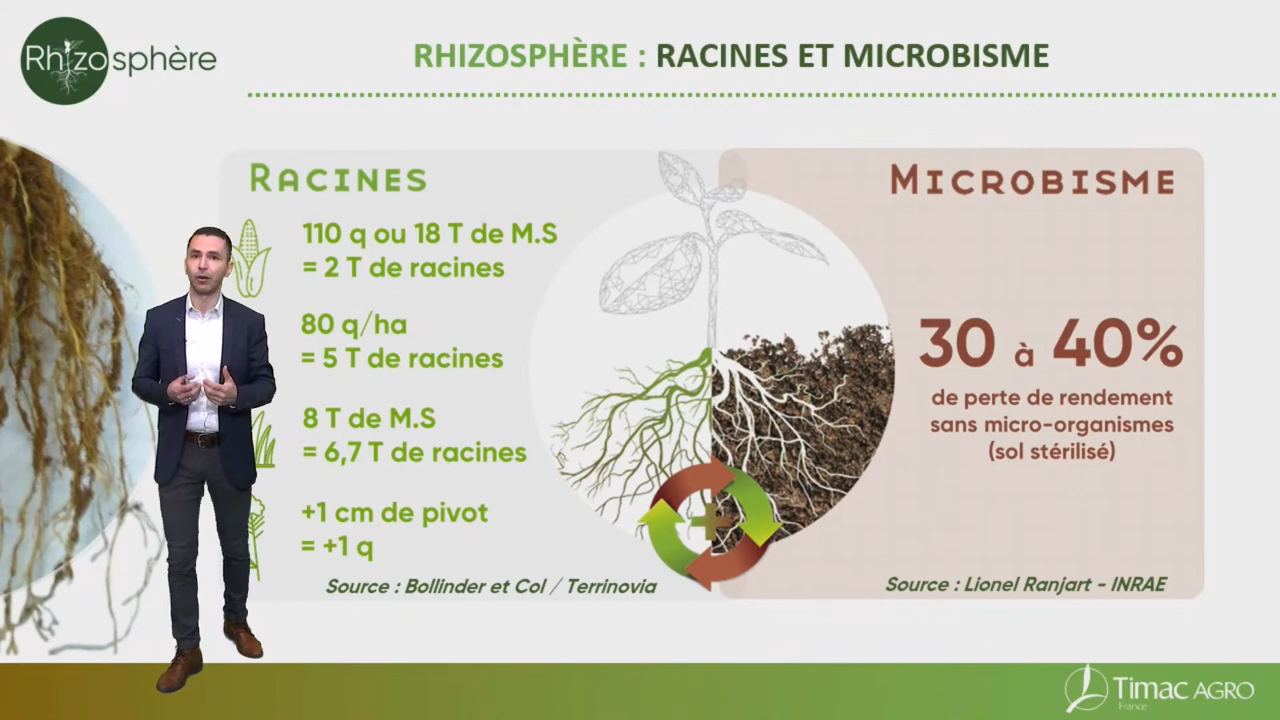 Rhizosphère
RHIZOSPHÈRE : RACINES ET MICROBISME
RACINES
110 q ou 18 T de M.S
= 2 T de racines
80 q/ha
= 5 T de racines
8 T de M.S
= 6,7 T de racines
+1 cm de pivot
= +1 q
Source : Bollinder et Col / Terrinovia
MICROBISME
30 à 40%
de perte de rendement
sans micro-organismes
(sol stérilisé)
Source : Lionel Ranjart - INRAE
Timac AGRO
France